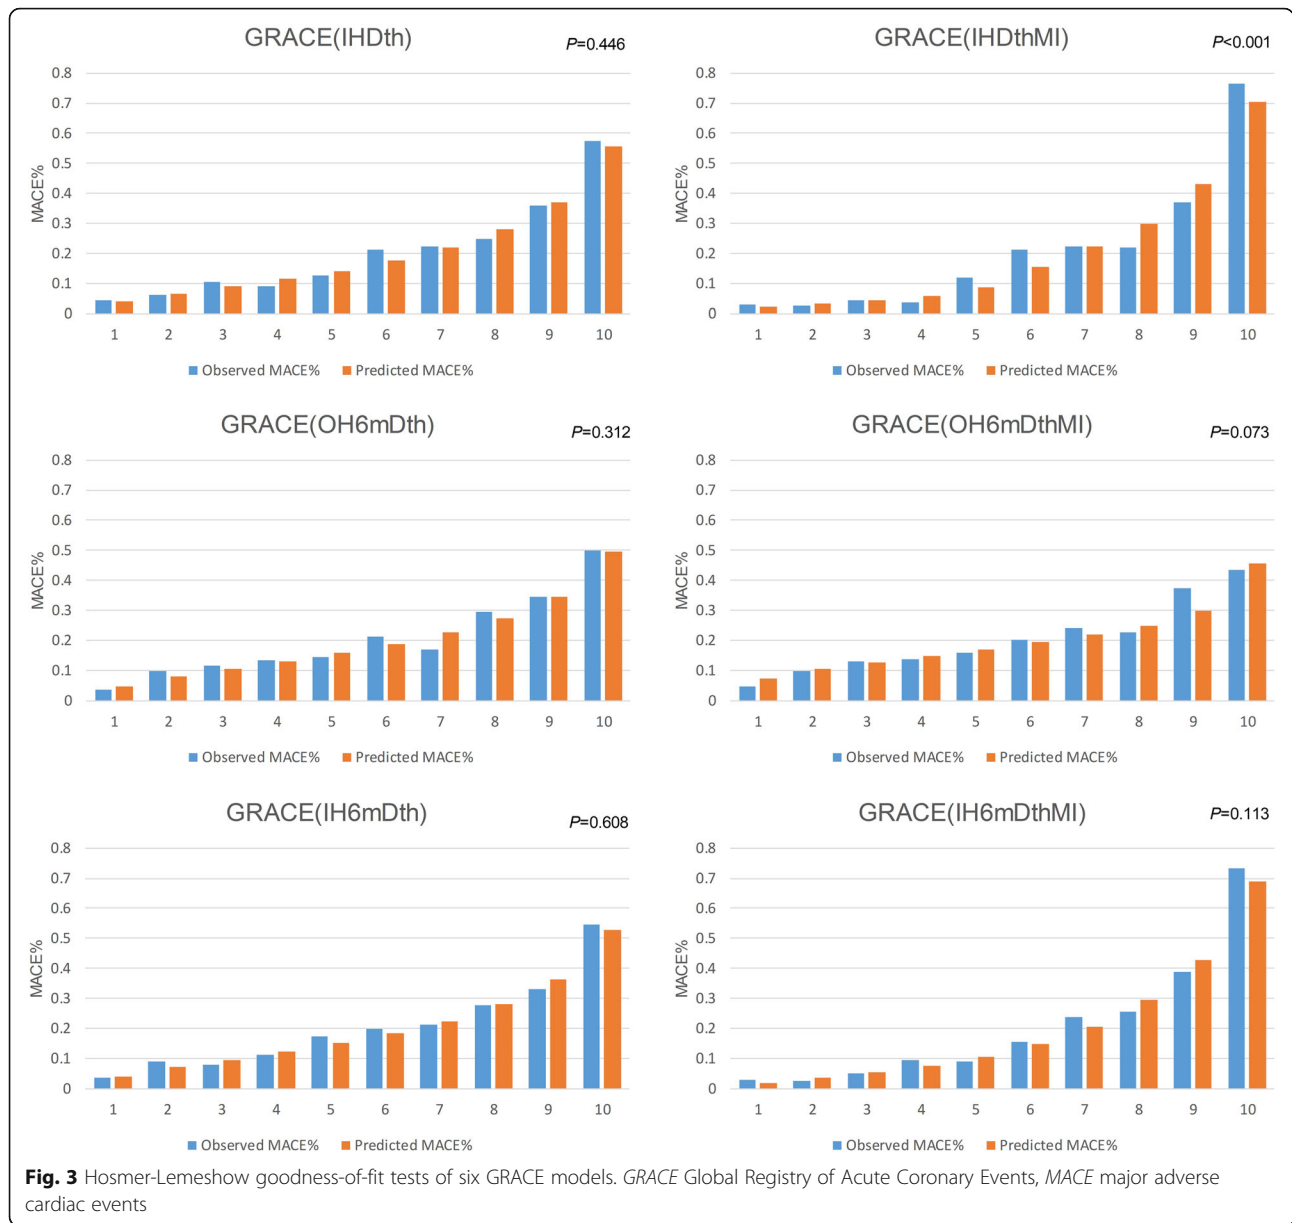 GRACE(IHDth)
P=0.446
MACE%
0.8
0.7
0.6
0.5
0.4
0.3
0.2
0.1
0
1 2 3 4 5 6 7 8 9 10
Observed MACE% Predicted MACE%
GRACE(IHDthMI)
P<0.001
MACE%
0.8
0.7
0.6
0.5
0.4
0.3
0.2
0.1
0
1 2 3 4 5 6 7 8 9 10
Observed MACE% Predicted MACE%
GRACE(OH6mDth)
P=0.312
MACE%
0.8
0.7
0.6
0.5
0.4
0.3
0.2
0.1
0
1 2 3 4 5 6 7 8 9 10
Observed MACE% Predicted MACE%
GRACE(OH6mDthMI)
P=0.073
MACE%
0.8
0.7
0.6
0.5
0.4
0.3
0.2
0.1
0
1 2 3 4 5 6 7 8 9 10
Observed MACE% Predicted MACE%
GRACE(IH6mDth)
P=0.608
MACE%
0.8
0.7
0.6
0.5
0.4
0.3
0.2
0.1
0
1 2 3 4 5 6 7 8 9 10
Observed MACE% Predicted MACE%
GRACE(IH6mDthMI)
P=0.113
MACE%
0.8
0.7
0.6
0.5
0.4
0.3
0.2
0.1
0
1 2 3 4 5 6 7 8 9 10
Observed MACE% Predicted MACE%
Fig. 3 Hosmer-Lemeshow goodness-of-fit tests of six GRACE models. GRACE Global Registry of Acute Coronary Events, MACE major adverse
cardiac events